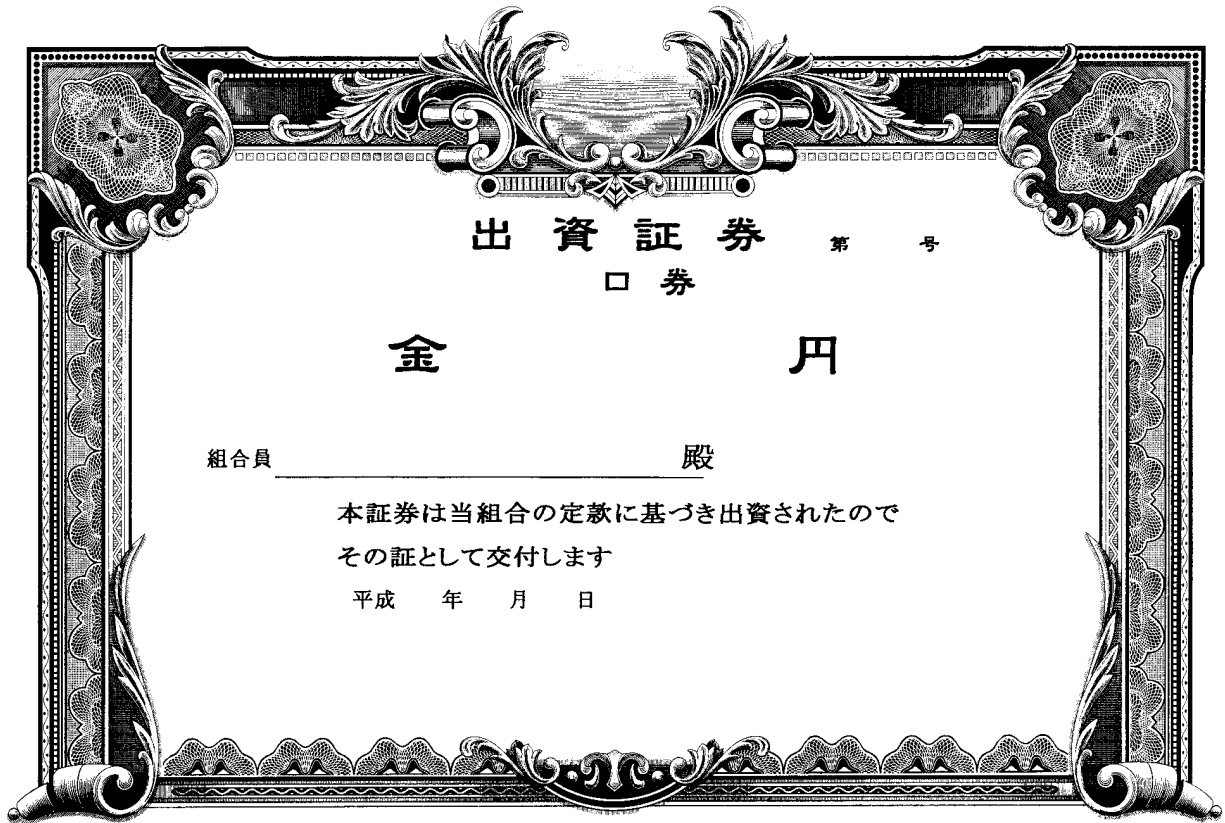 出資証券 第 号
口券
金 円
組合員 殿
本証券は当組合の定款に基づき出資されたので
その証として交付します
平成 年 月 日